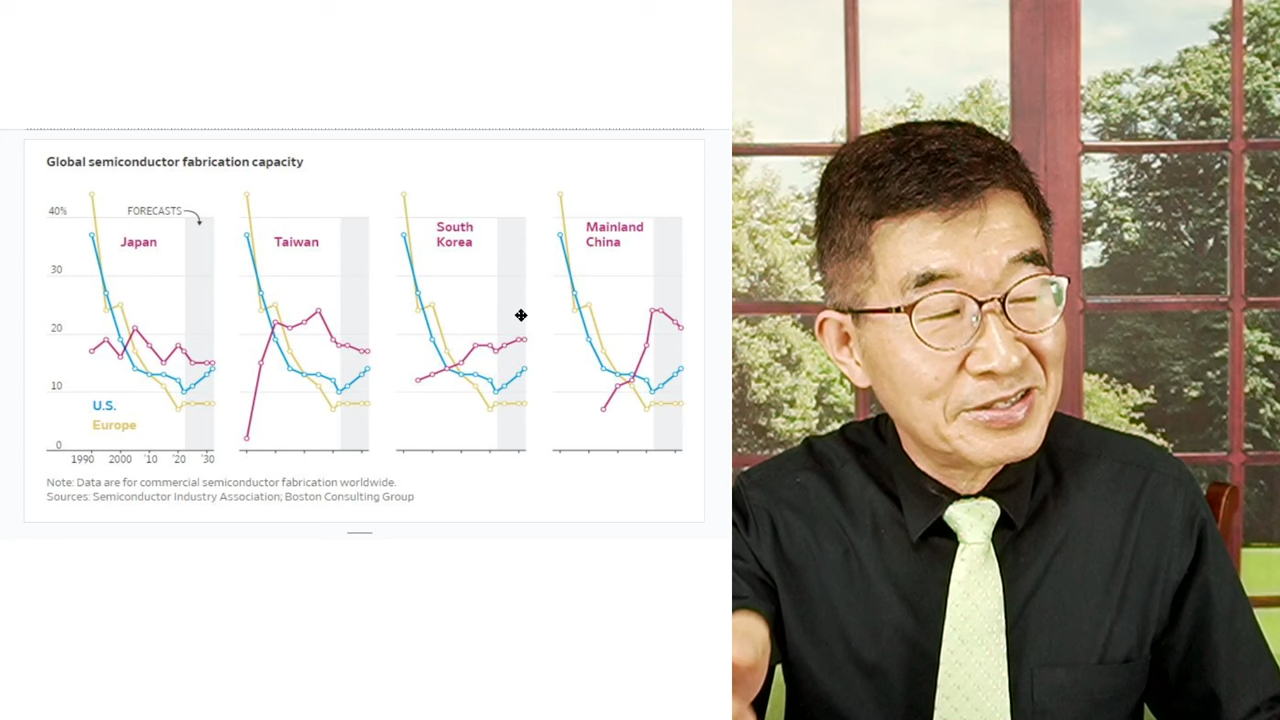 Global semiconductor fabrication capacity
40%
FORECASTS
Japan
Taiwan
South
Korea
Mainland
China
30
20
10
U.S.
Europe
0
1990 2000 '10 '20 '30
Note: Data are for commercial semiconductor fabrication worldwide.
Sources: Semiconductor Industry Association; Boston Consulting Group